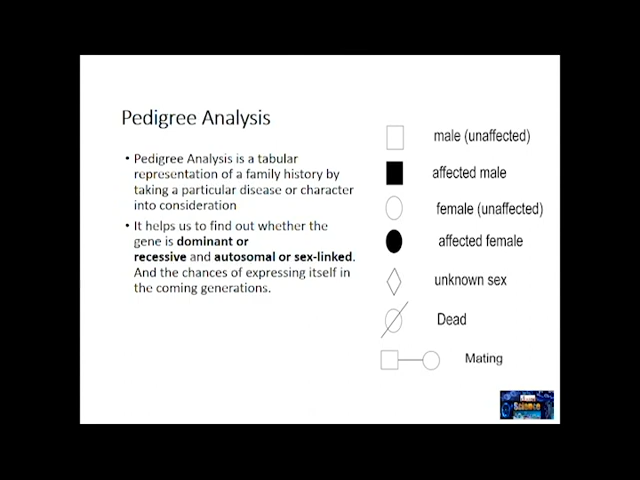 Pedigree Analysis
• Pedigree Analysis is a tabular
representation of a family history by
taking a particular disease or character
into consideration
• It helps us to find out whether the
gene is dominant or
recessive and autosomal or sex-linked.
And the chances of expressing itself in
the coming generations.
male (unaffected)
affected male
female (unaffected)
affected female
unknown sex
Dead
Mating
Science